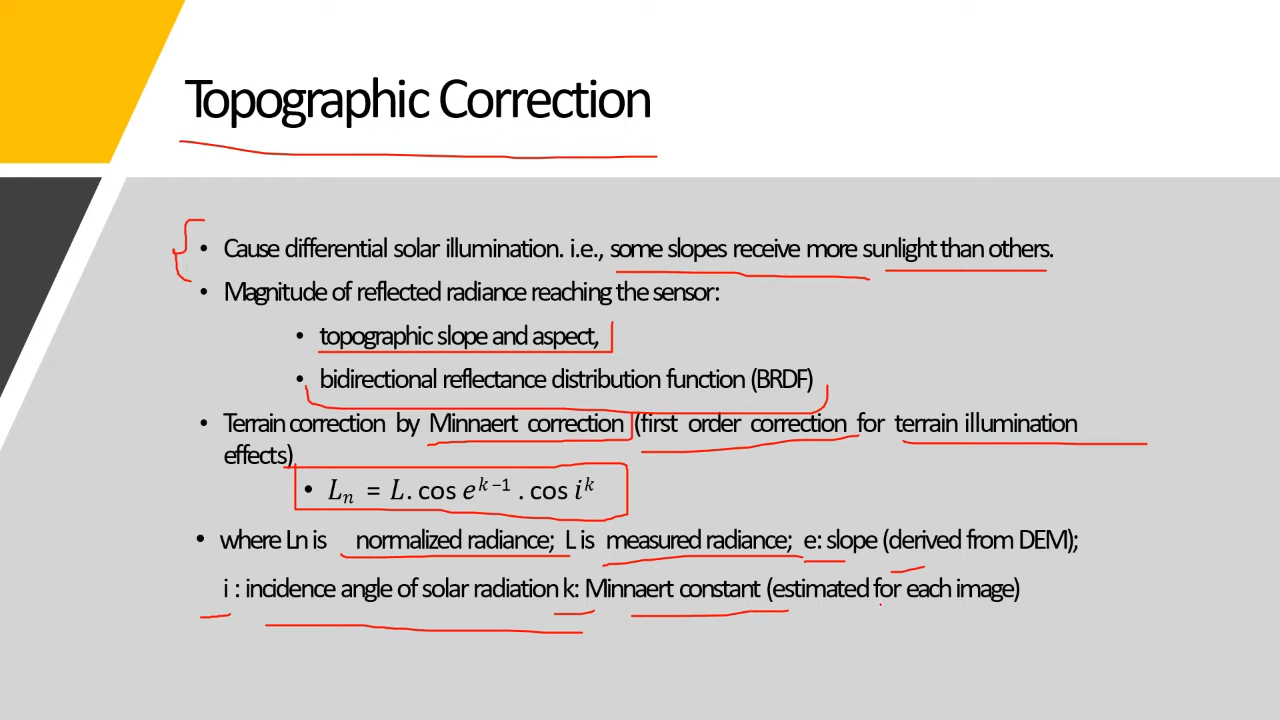 Topographic Correction
• Cause differential solar illumination. i.e., some slopes receive more sunlight than others.
• Magnitude of reflected radiance reaching the sensor:
• topographic slope and aspect,
• bidirectional reflectance distribution function (BRDF)
• Terrain correction by Minnaert correction (first order correction for terrain illumination
effects)
• Lₙ = L. cos eᵏ⁻¹ . cos iᵏ
• where Ln is normalized radiance; L is measured radiance; e: slope (derived from DEM);
i : incidence angle of solar radiation k: Minnaert constant (estimated for each image)